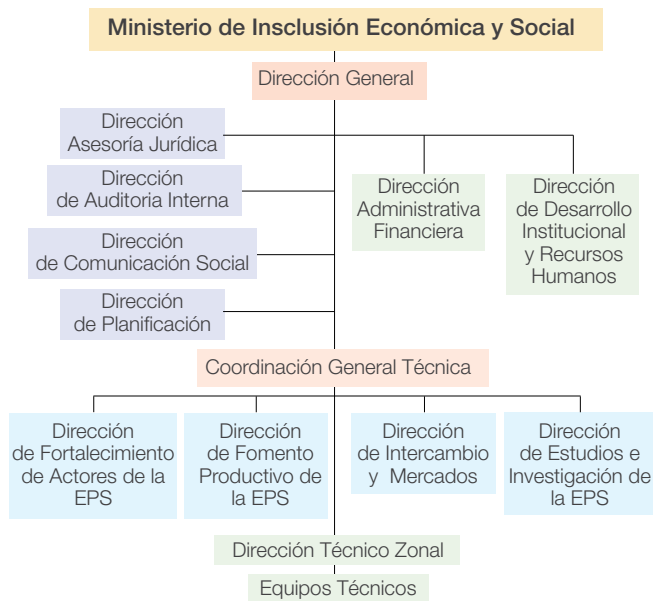 Ministerio de Insclusión Económica y Social
Dirección General
Dirección
Asesoría Jurídica
Dirección
de Auditoria Interna
Dirección
de Comunicación Social
Dirección
de Planificación
Dirección
Administrativa
Financiera
Dirección
de Desarrollo
Institucional
y Recursos
Humanos
Coordinación General Técnica
Dirección
de Fortalecimiento
de Actores de la
EPS
Dirección
de Fomento
Productivo de
la EPS
Dirección
de Intercambio
y Mercados
Dirección
de Estudios e
Investigación de
la EPS
Dirección Técnico Zonal
Equipos Técnicos